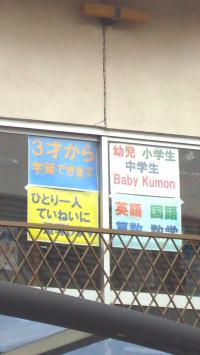 3才から
学習できます
幼児 小学生
中学生
Baby Kumon
ひとり一人
ていねいに
英語 国語
算数 数学